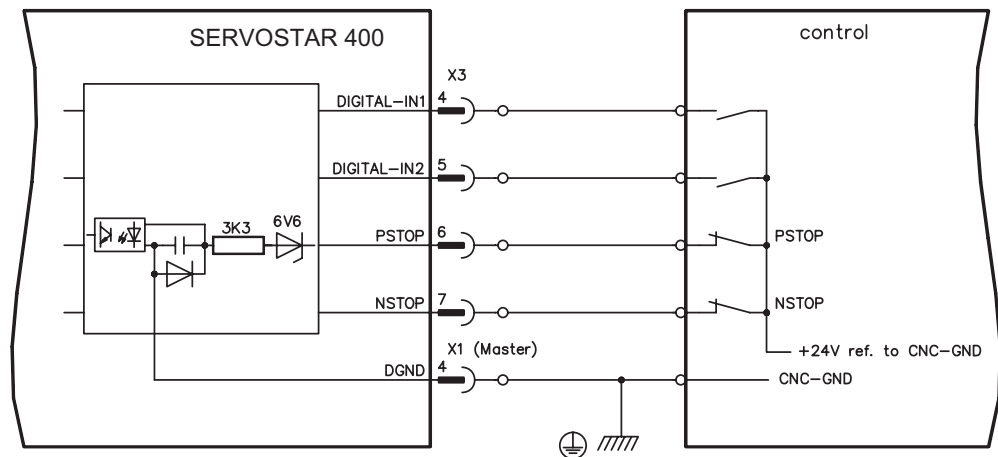 SERVOSTAR 400
control
X3
DIGITAL-IN1 4
DIGITAL-IN2 5
3K3 6V6
PSTOP 6 PSTOP
NSTOP 7 NSTOP
X1 (Master)
+24V ref. to CNC-GND
DGND 4 CNC-GND